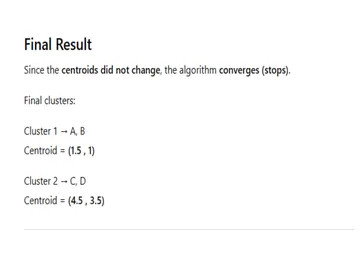 Final Result
Since the centroids did not change, the algorithm converges (stops).
Final clusters:
Cluster 1 → A, B
Centroid = (1.5 , 1)
Cluster 2 → C, D
Centroid = (4.5 , 3.5)